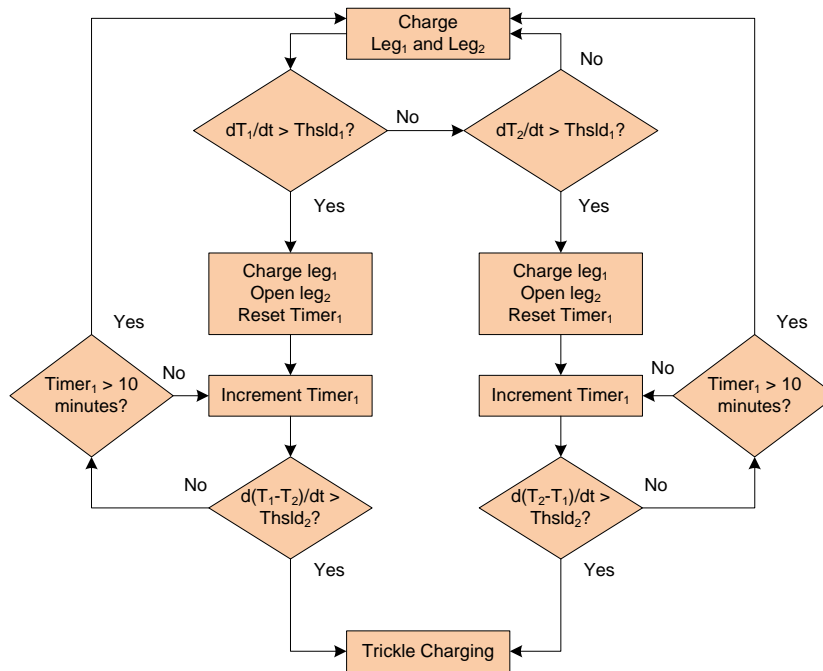 Charge
Leg₁ and Leg₂
No
dT₁/dt > Thsld₁?
No
dT₂/dt > Thsld₁?
Yes
Yes
Charge leg₁
Open leg₂
Reset Timer₁
Charge leg₁
Open leg₂
Reset Timer₁
Yes
Yes
Timer₁ > 10
minutes?
No
Increment Timer₁
Increment Timer₁
No
Timer₁ > 10
minutes?
No
d(T₁-T₂)/dt >
Thsld₂?
d(T₂-T₁)/dt >
Thsld₂?
No
Yes
Yes
Trickle Charging